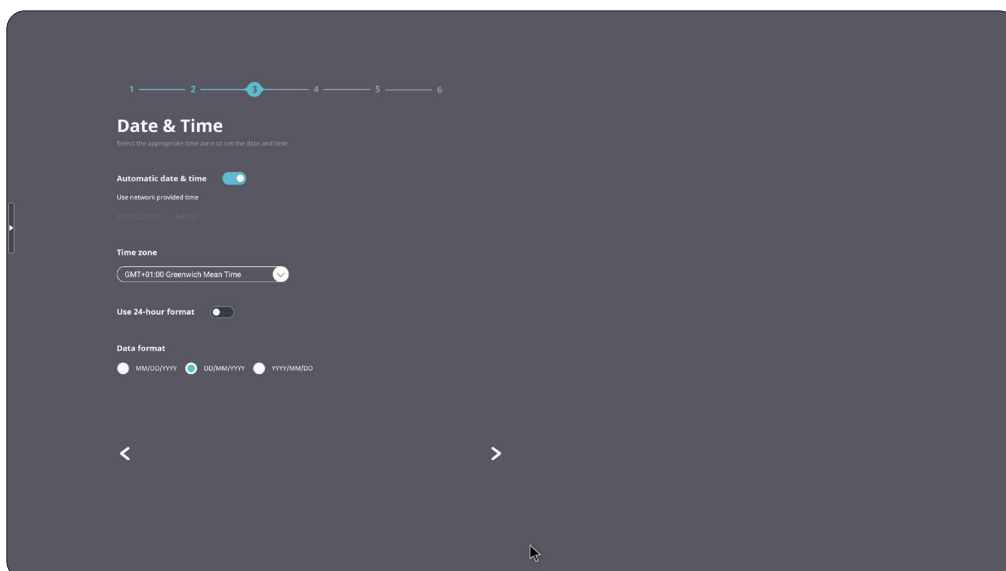 1 2 3 4 5 6
Date & Time
Select the appropriate time zone to set the date and time.
Automatic date & time
Use network provided time
Time zone
GMT+01:00 Greenwich Mean Time
Use 24-hour format
Data format
MM/DD/YYYY DD/MM/YYYY YYYY/MM/DD